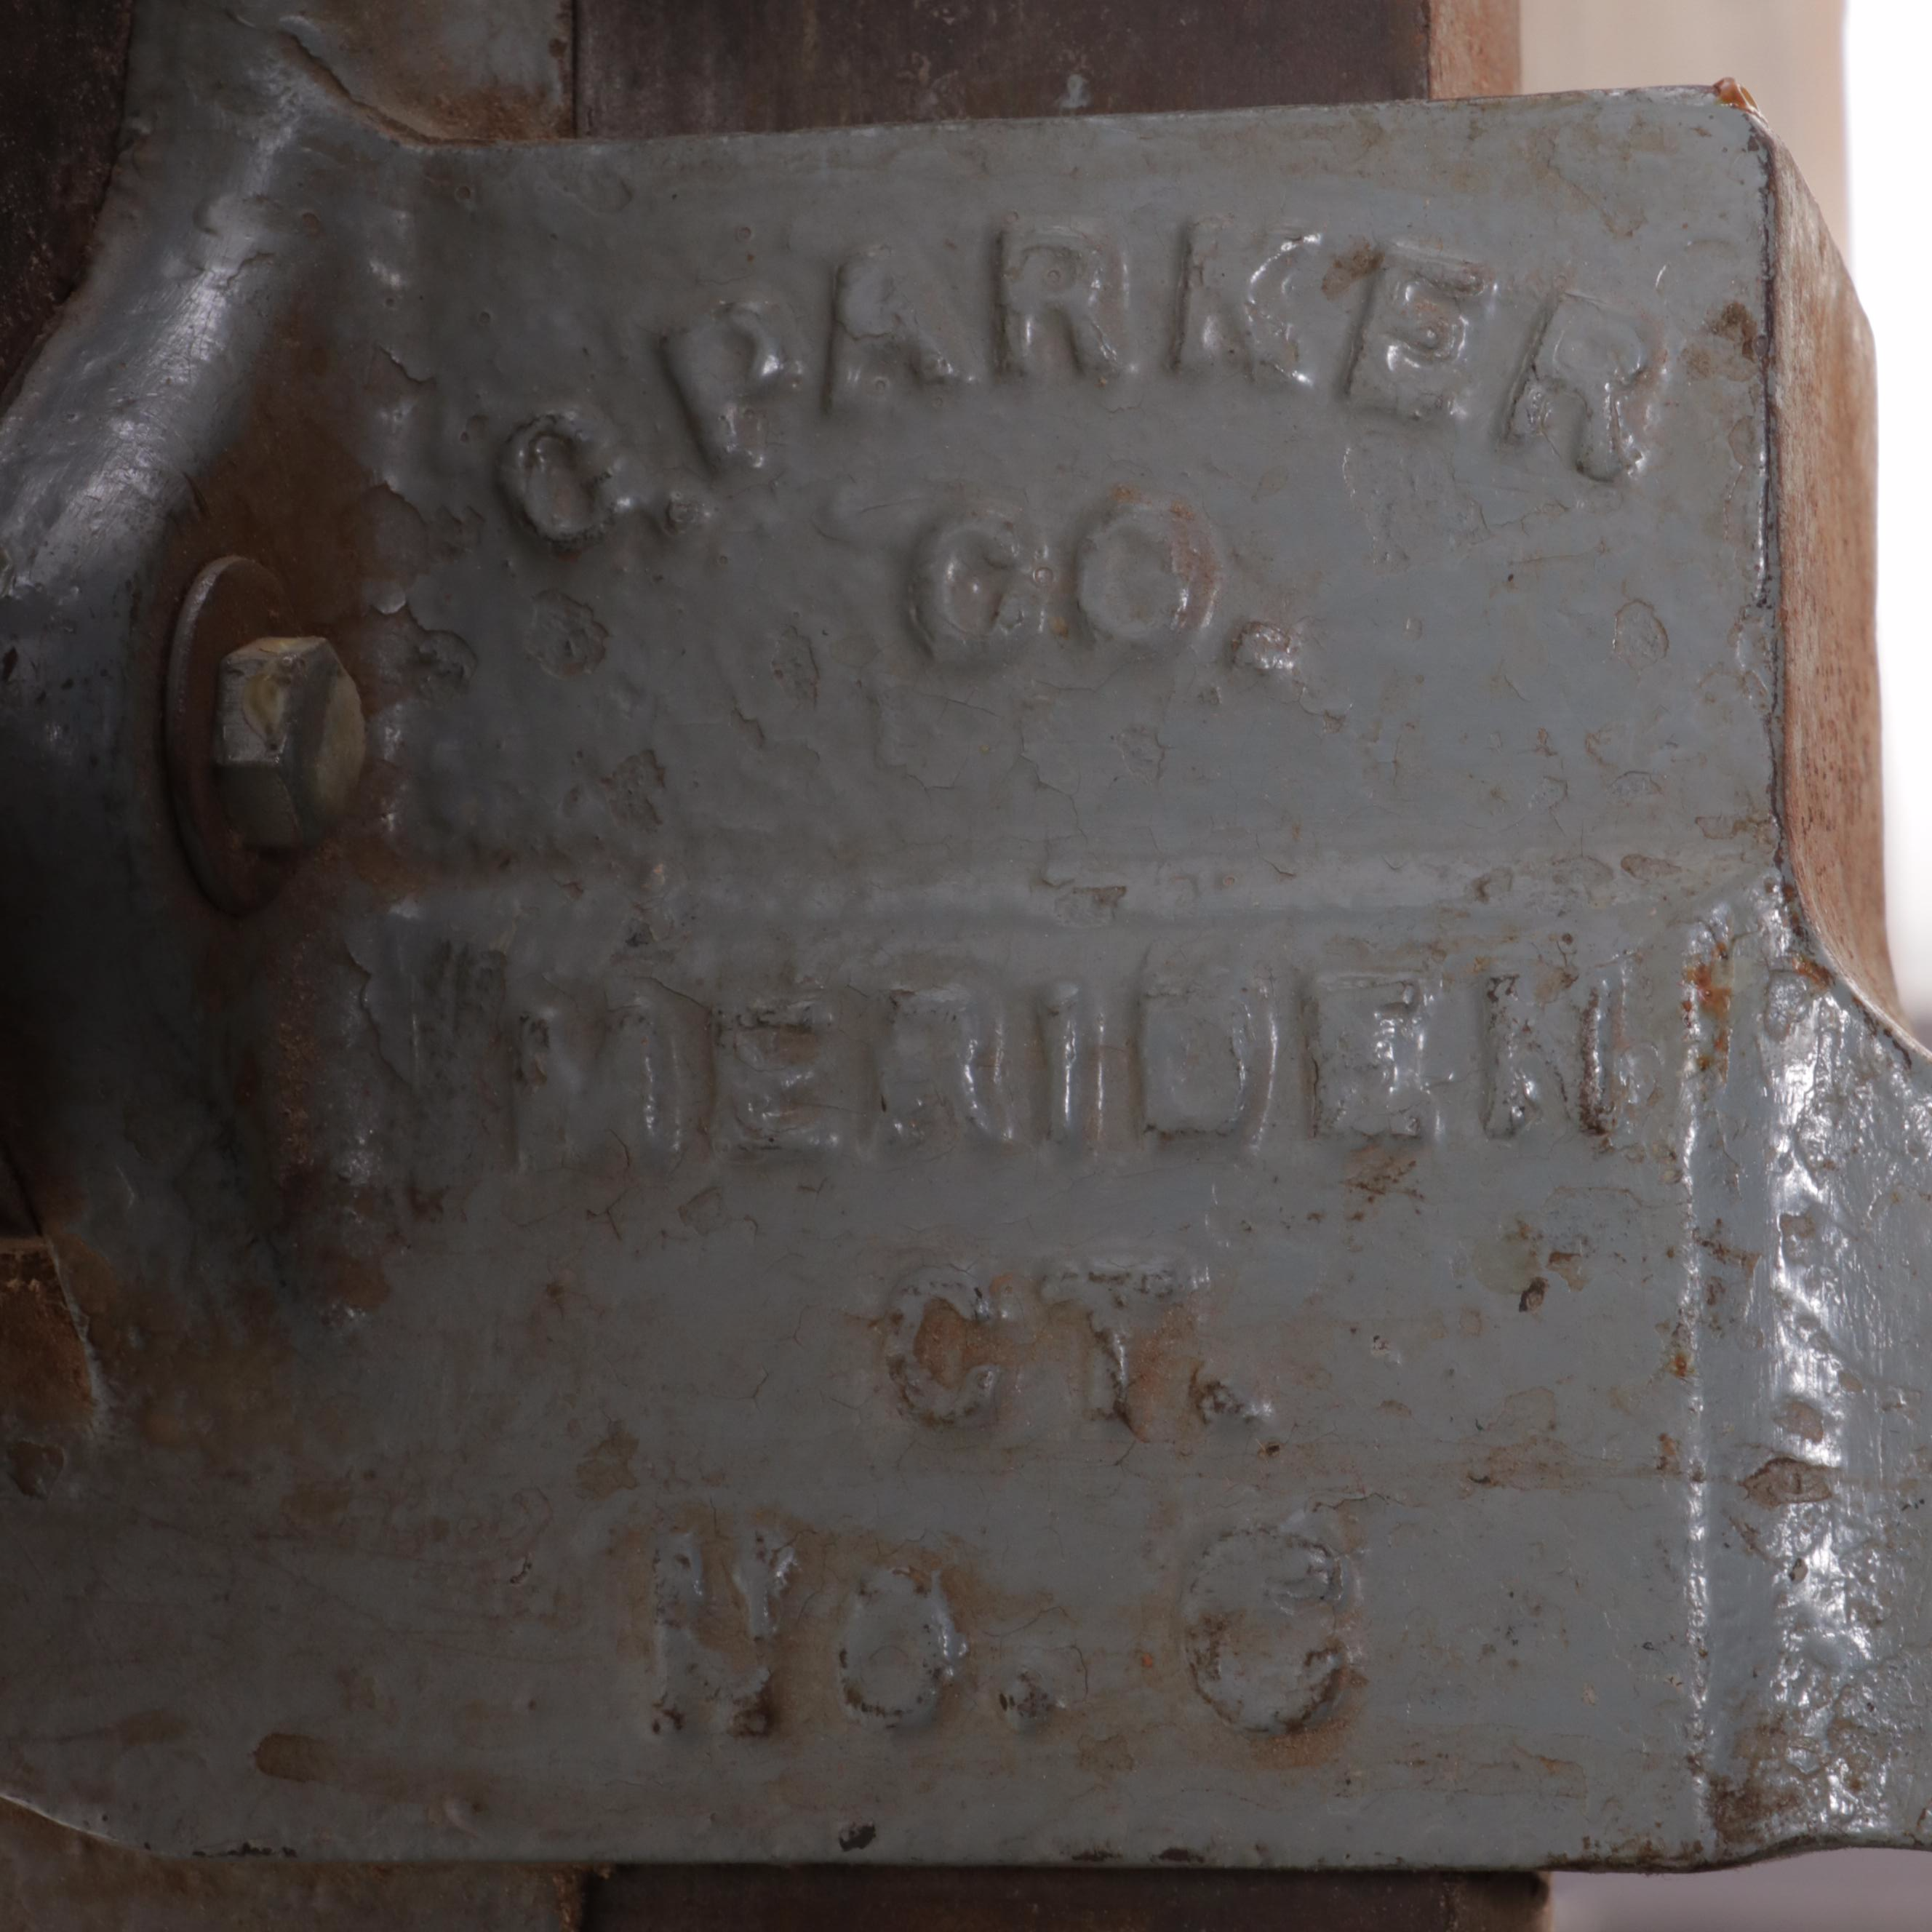 C. PARKER
CO.
MERIDEN
CT.
No. 6